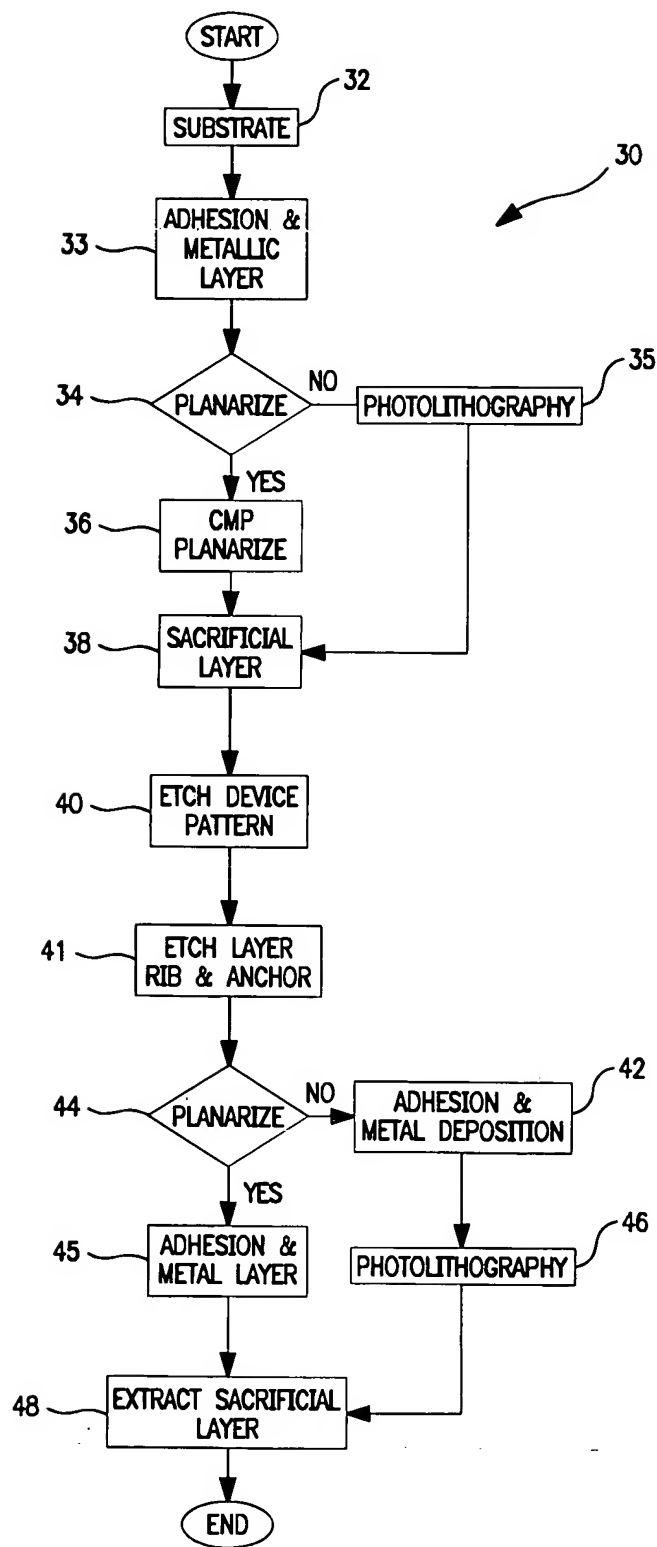 START
32
SUBSTRATE
30
ADHESION &
METALLIC
LAYER
33
34
PLANARIZE
NO
35
PHOTOLITHOGRAPHY
YES
36
CMP
PLANARIZE
38
SACRIFICIAL
LAYER
40
ETCH DEVICE
PATTERN
41
ETCH LAYER
RIB & ANCHOR
44
PLANARIZE
NO
42
ADHESION &
METAL DEPOSITION
YES
45
ADHESION &
METAL LAYER
46
PHOTOLITHOGRAPHY
48
EXTRACT SACRIFICIAL
LAYER
END